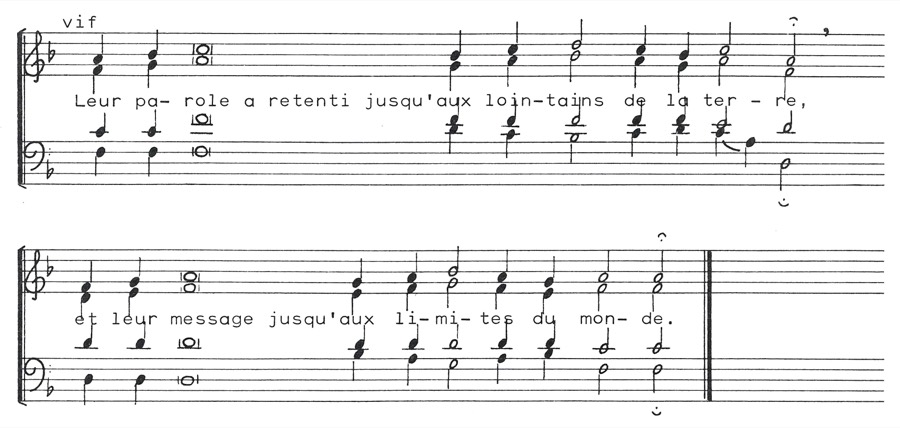 vif
Leur pa- role a retenti jusqu'aux loin-tains de la ter - re,
et leur message jusqu'aux li-mi-tes du mon-de.